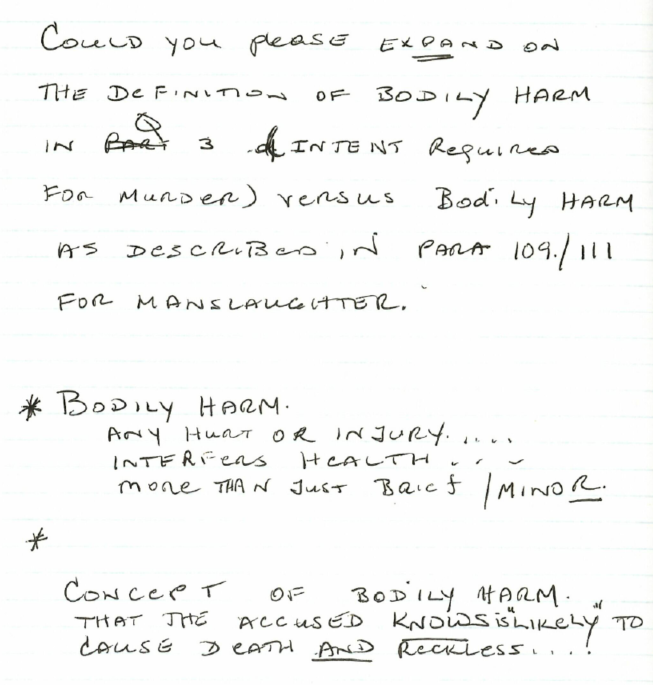 COULD YOU PLEASE EXPAND ON
THE DEFINITION OF BODILY HARM
IN Q 3 (INTENT REQUIRED
FOR MURDER) VERSUS BODILY HARM
AS DESCRIBED IN PARA 109./111
FOR MANSLAUGHTER.
* BODILY HARM.
ANY HURT OR INJURY.....
INTERFERS HEALTH...
MORE THAN JUST BRIEF / MINOR.
*
CONCEPT OF BODILY HARM.
THAT THE ACCUSED KNOWS IS "LIKELY" TO
CAUSE DEATH AND RECKLESS....!